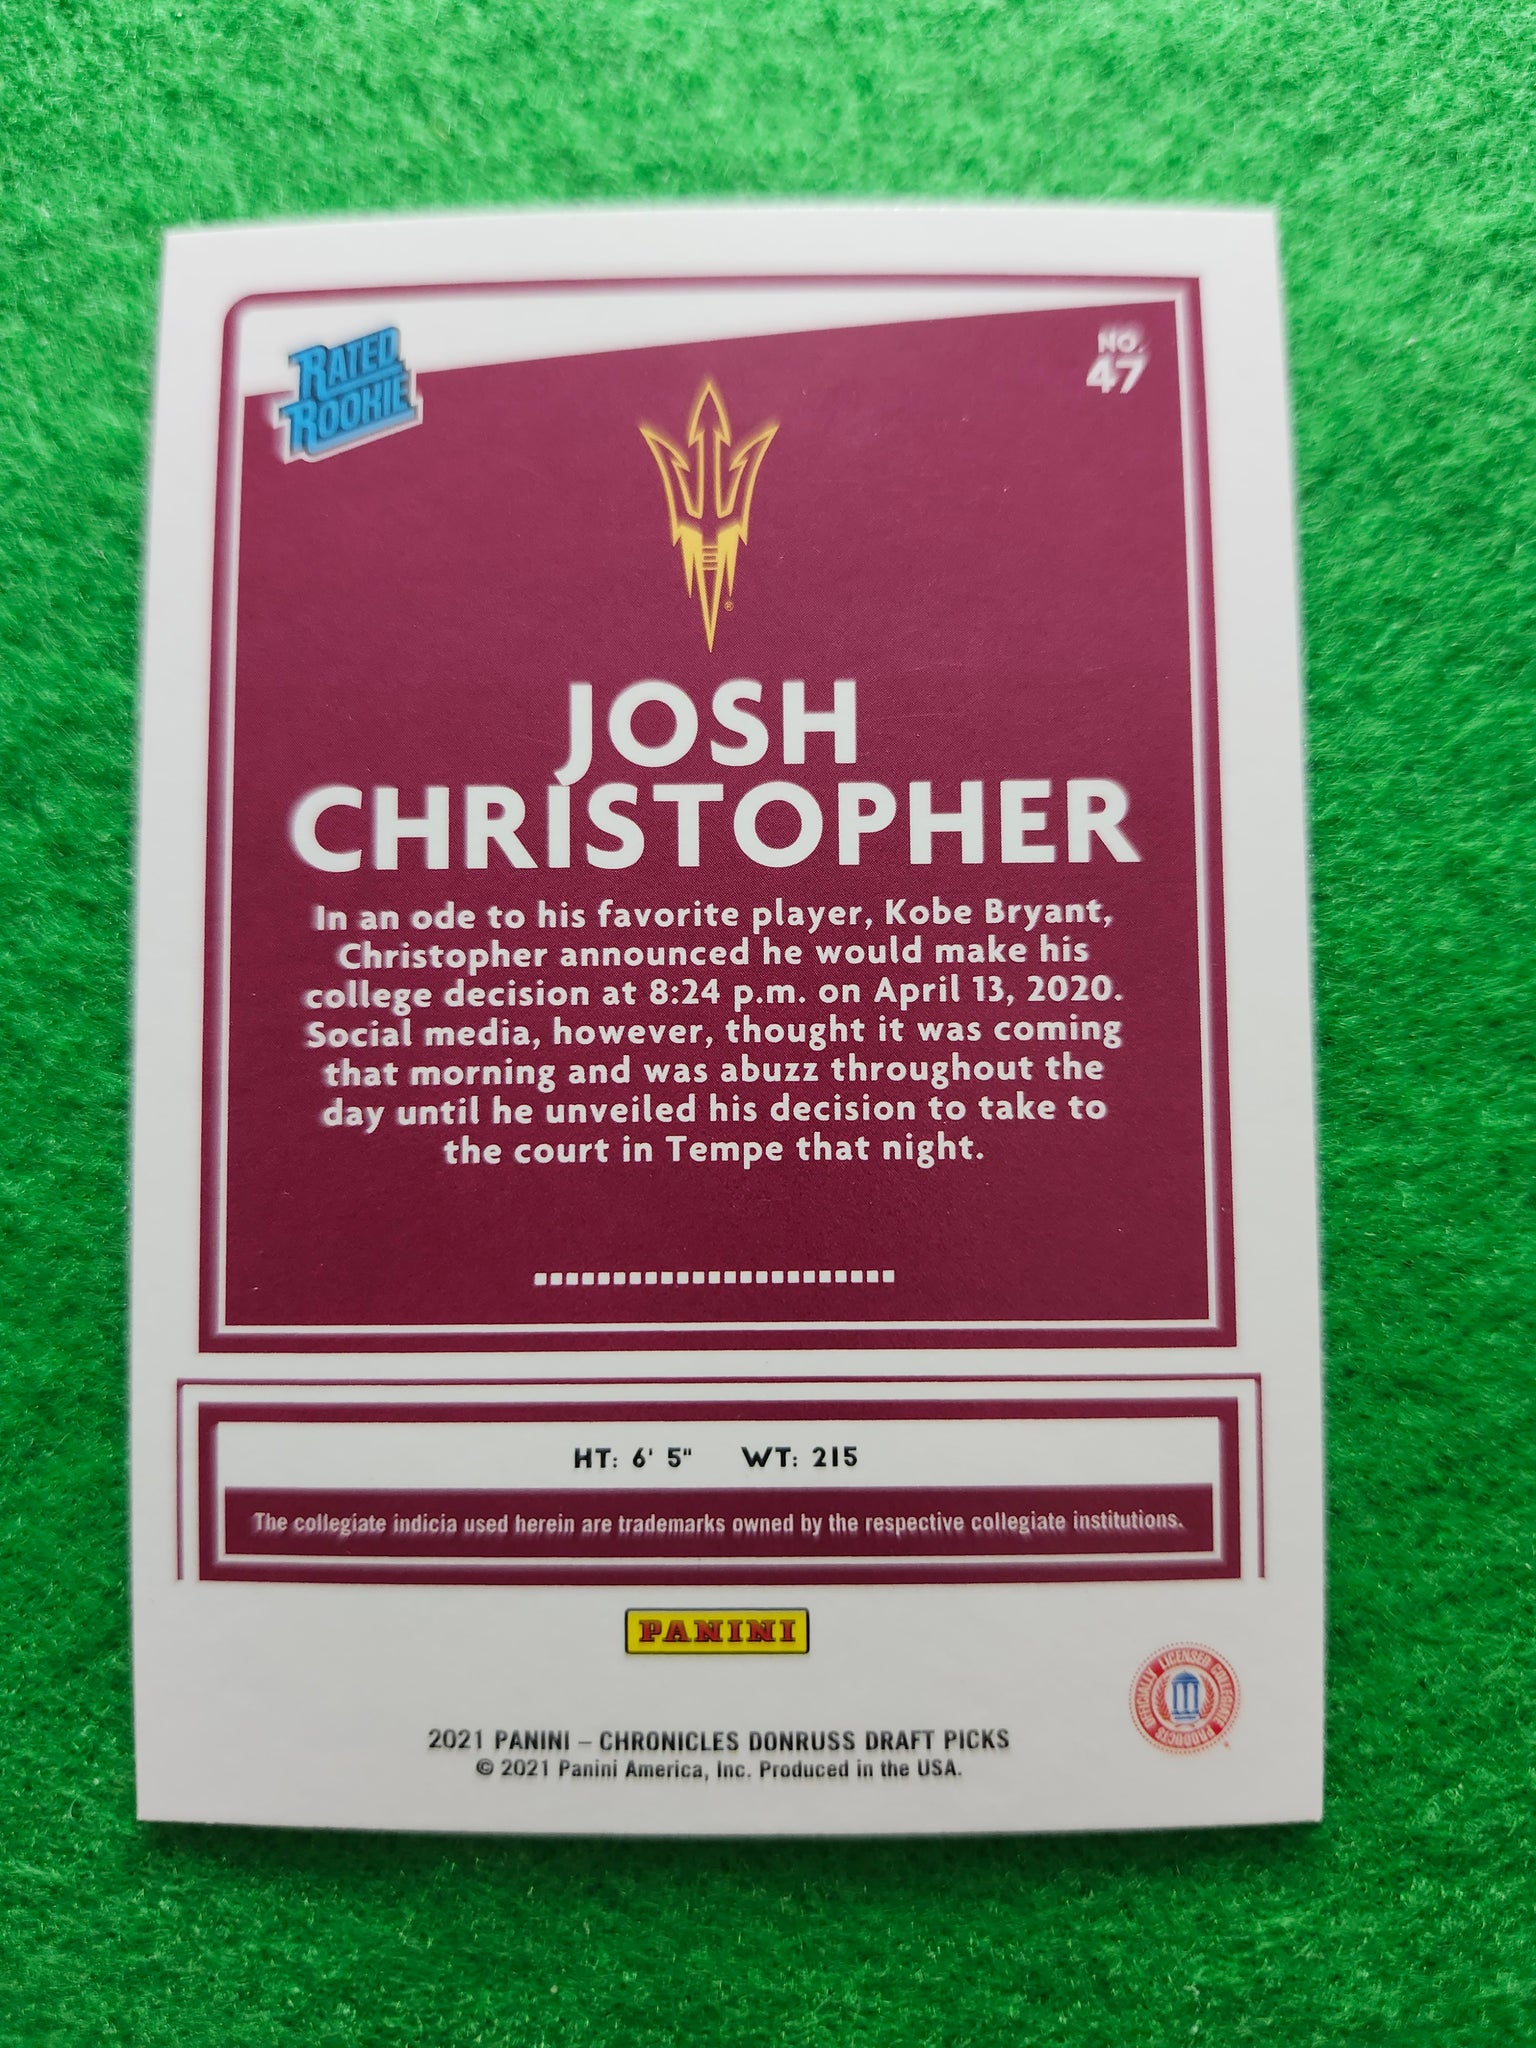 RATED
ROOKIE
NO.
47
®
JOSH
CHRISTOPHER
In an ode to his favorite player, Kobe Bryant,
Christopher announced he would make his
college decision at 8:24 p.m. on April 13, 2020.
Social media, however, thought it was coming
that morning and was abuzz throughout the
day until he unveiled his decision to take to
the court in Tempe that night.
HT: 6' 5" WT: 215
The collegiate indicia used herein are trademarks owned by the respective collegiate institutions.
PANINI
OFFICIALLY LICENSED COLLEGIATE PRODUCTS
2021 PANINI – CHRONICLES DONRUSS DRAFT PICKS
© 2021 Panini America, Inc. Produced in the USA.